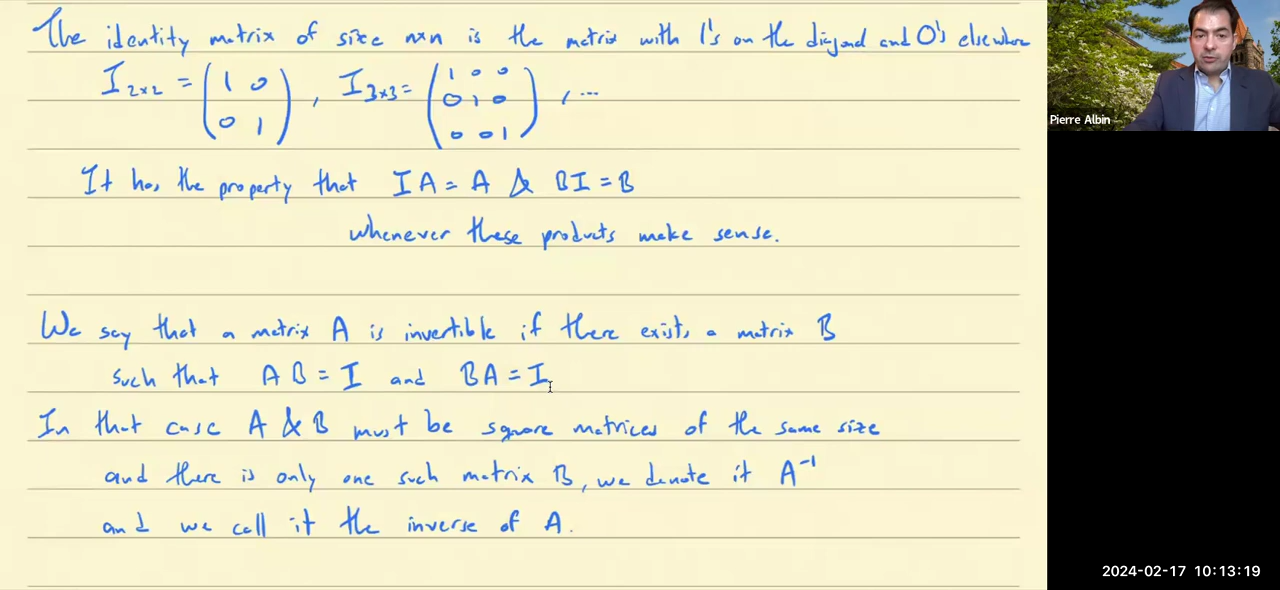 The identity matrix of size n×n is the matrix with 1's on the diagonal and 0's elsewhere
I₂ₓ₂ = (1 0; 0 1), I₃ₓ₃ = (1 0 0; 0 1 0; 0 0 1), ...
It has the property that IA = A & BI = B
whenever these products make sense.
We say that a matrix A is invertible if there exists a matrix B
such that AB = I and BA = I
In that case A & B must be square matrices of the same size
and there is only one such matrix B, we denote it A⁻¹
and we call it the inverse of A.
Pierre Albin
2024-02-17 10:13:19